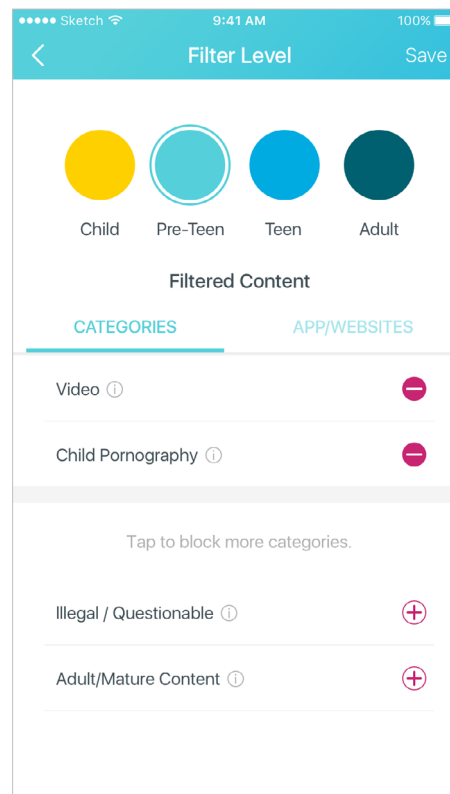 Sketch 9:41 AM 100%
Filter Level Save
Child Pre-Teen Teen Adult
Filtered Content
CATEGORIES APP/WEBSITES
Video
Child Pornography
Tap to block more categories.
Illegal / Questionable
Adult/Mature Content